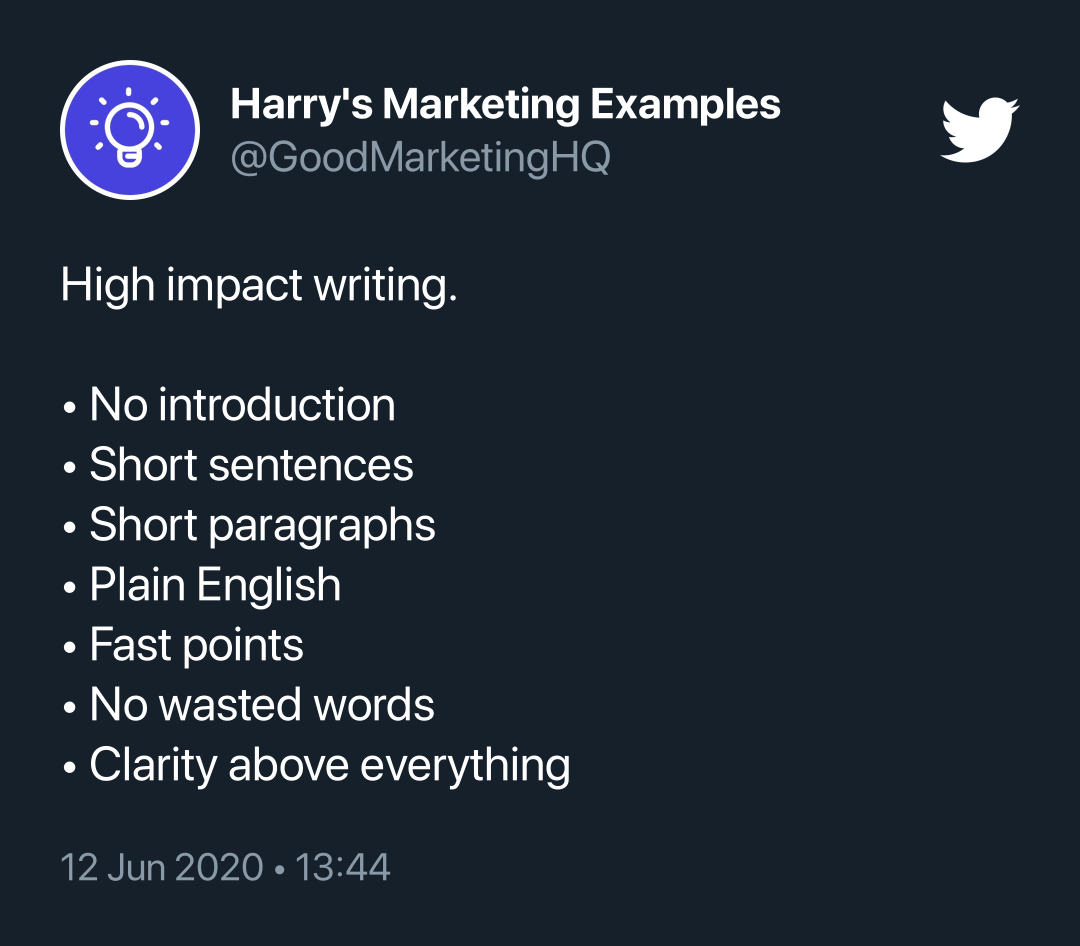 Harry's Marketing Examples
@GoodMarketingHQ
High impact writing.
• No introduction
• Short sentences
• Short paragraphs
• Plain English
• Fast points
• No wasted words
• Clarity above everything
12 Jun 2020 • 13:44